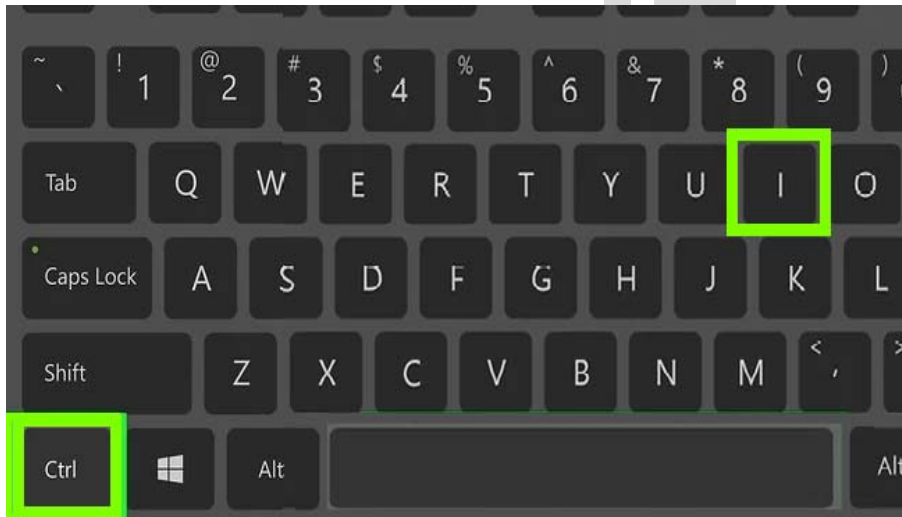 ~ ` ! 1 @ 2 # 3 $ 4 % 5 ^ 6 & 7 * 8 ( 9 )
Tab Q W E R T Y U I O
Caps Lock A S D F G H J K L
Shift Z X C V B N M < , >
Ctrl Alt Alt